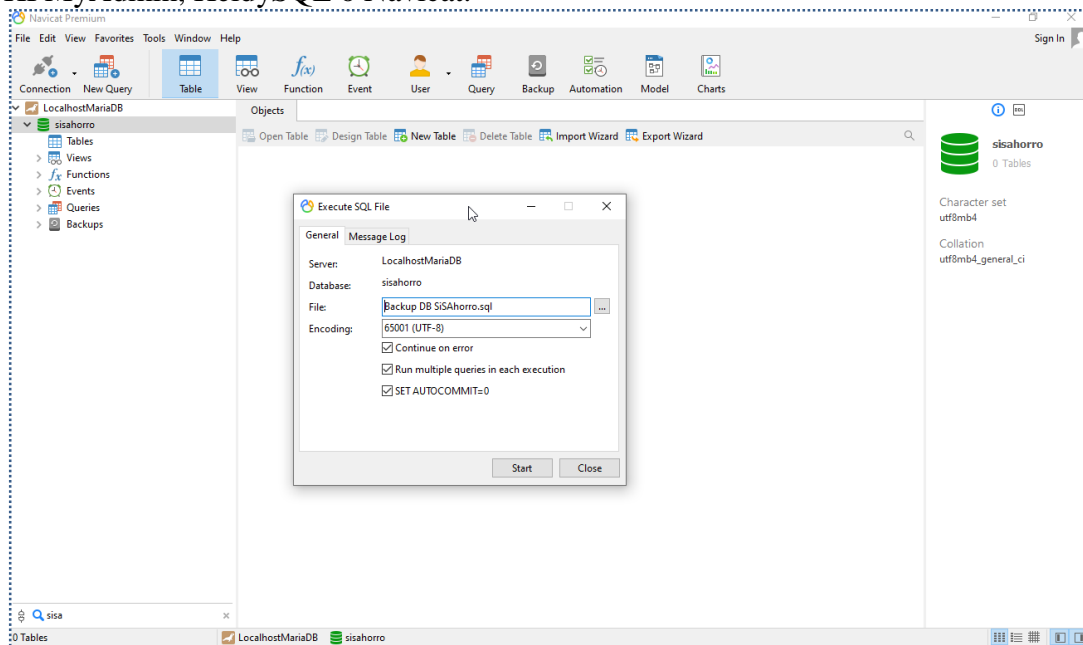 PHPMyAdmin, HeidySQL ó Navicat.
Navicat Premium
File Edit View Favorites Tools Window Help
Sign In
Connection New Query Table View Function Event User Query Backup Automation Model Charts
LocalhostMariaDB
Objects
sisahorro
Open Table Design Table New Table Delete Table Import Wizard Export Wizard
Tables
Views
Functions
Events
Queries
Backups
sisahorro
0 Tables
Character set
utf8mb4
Collation
utf8mb4_general_ci
Execute SQL File
General Message Log
Server: LocalhostMariaDB
Database: sisahorro
File: Backup DB SiSAhorro.sql ...
Encoding: 65001 (UTF-8)
Continue on error
Run multiple queries in each execution
SET AUTOCOMMIT=0
Start Close
sisa
0 Tables LocalhostMariaDB sisahorro